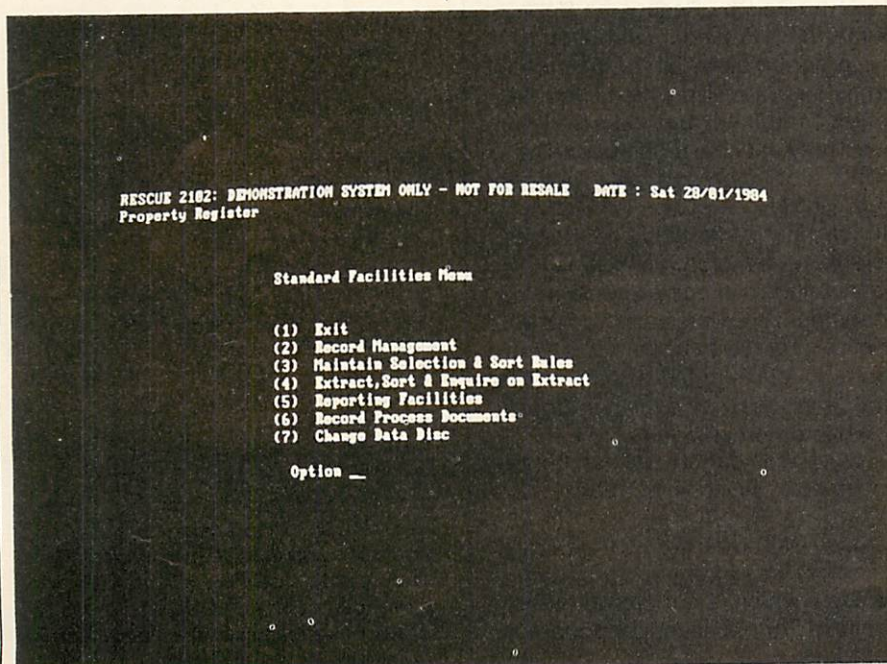 RESCUE 2102: DEMONSTRATION SYSTEM ONLY - NOT FOR RESALE DATE : Sat 28/01/1984
Property Register
Standard Facilities Menu
(1) Exit
(2) Record Management
(3) Maintain Selection & Sort Rules
(4) Extract,Sort & Enquire on Extract
(5) Reporting Facilities
(6) Record Process Documents
(7) Change Data Disc
Option _